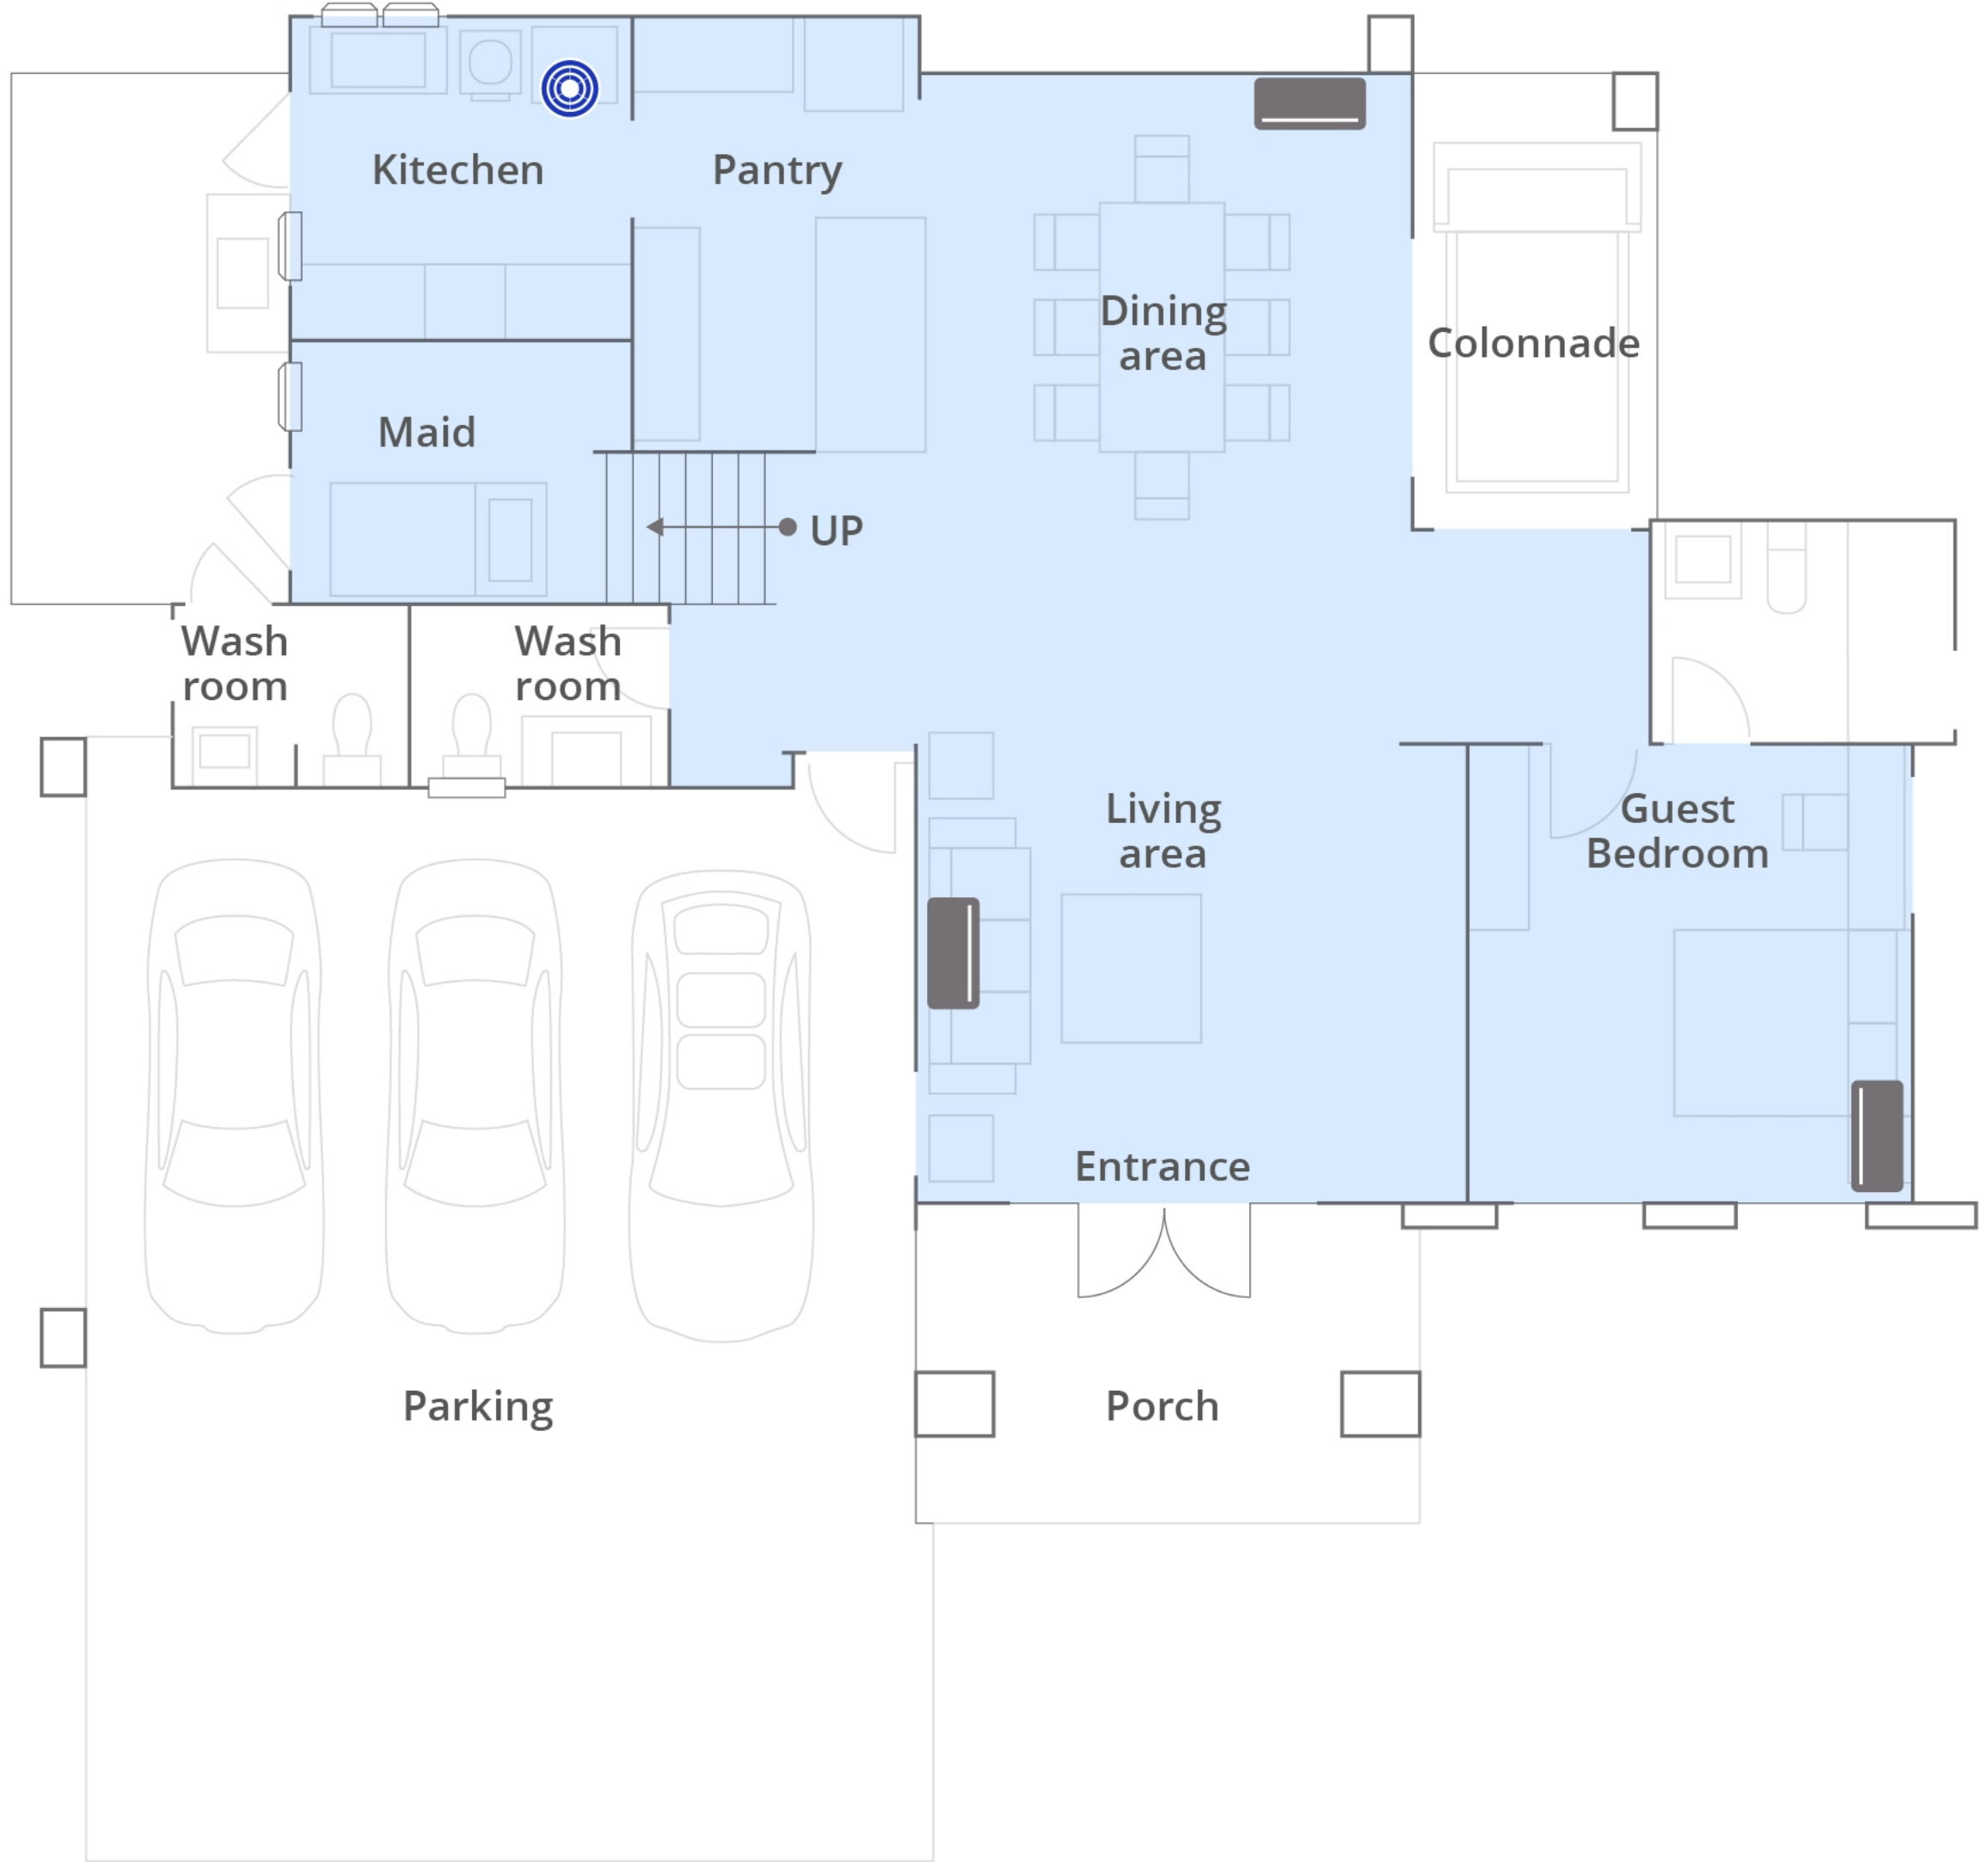 Kitechen
Pantry
Dining
area
Colonnade
Maid
UP
Wash
room
Wash
room
Living
area
Guest
Bedroom
Entrance
Parking
Porch